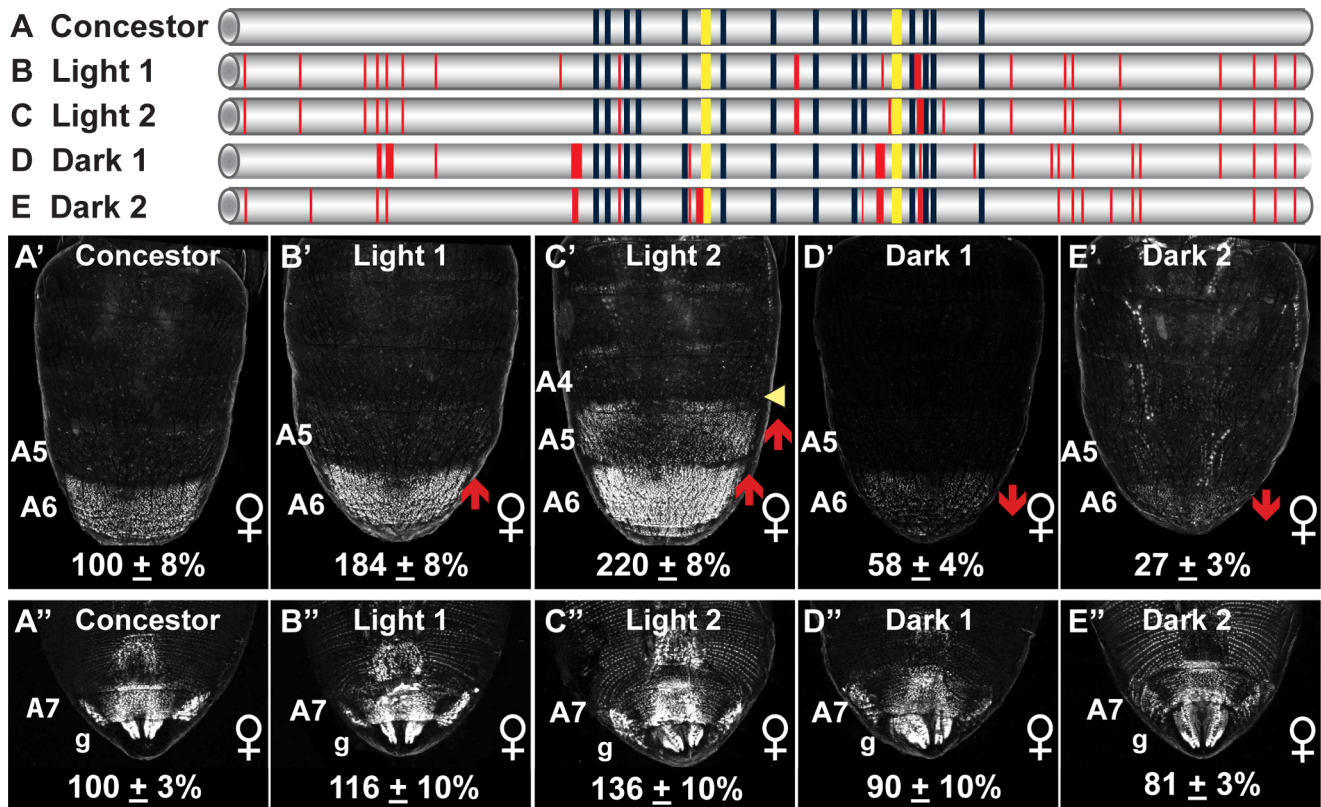 A Concestor
B Light 1
C Light 2
D Dark 1
E Dark 2
A’ Concestor
A5
A6
♀
100 ± 8%
B’ Light 1
A5
A6
♀
184 ± 8%
C’ Light 2
A4
A5
A6
♀
220 ± 8%
D’ Dark 1
A5
A6
♀
58 ± 4%
E’ Dark 2
A5
A6
♀
27 ± 3%
A’’ Concestor
A7
g
♀
100 ± 3%
B’’ Light 1
A7
g
♀
116 ± 10%
C’’ Light 2
A7
g
♀
136 ± 10%
D’’ Dark 1
A7
g
♀
90 ± 10%
E’’ Dark 2
A7
g
♀
81 ± 3%